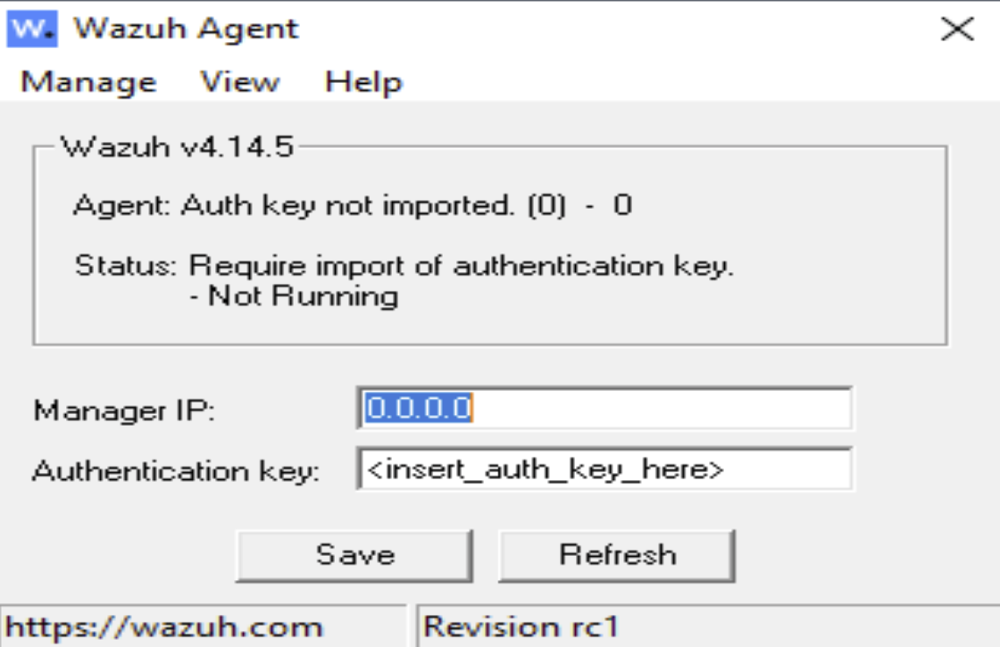 w. Wazuh Agent
Manage View Help
Wazuh v4.14.5
Agent: Auth key not imported. (0) - 0
Status: Require import of authentication key.
- Not Running
Manager IP: 0.0.0.0
Authentication key: <insert_auth_key_here>
Save Refresh
https://wazuh.com Revision rc1